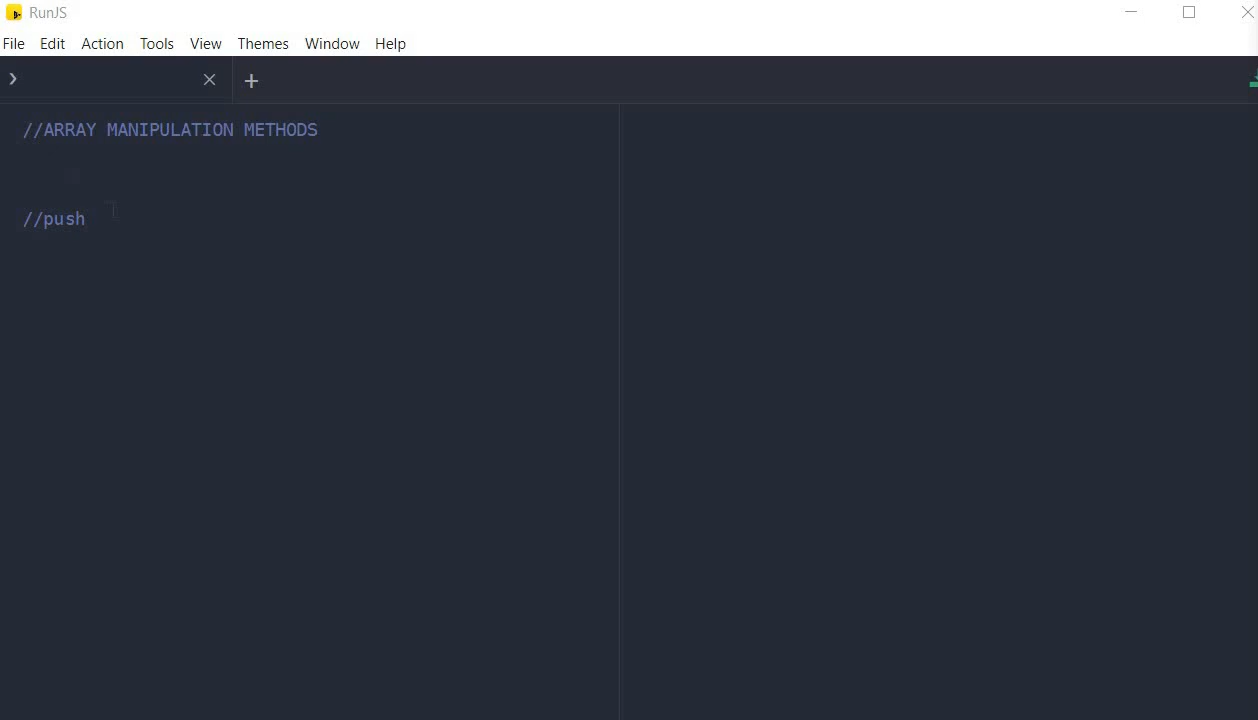 RunJS
File Edit Action Tools View Themes Window Help
//ARRAY MANIPULATION METHODS
//push